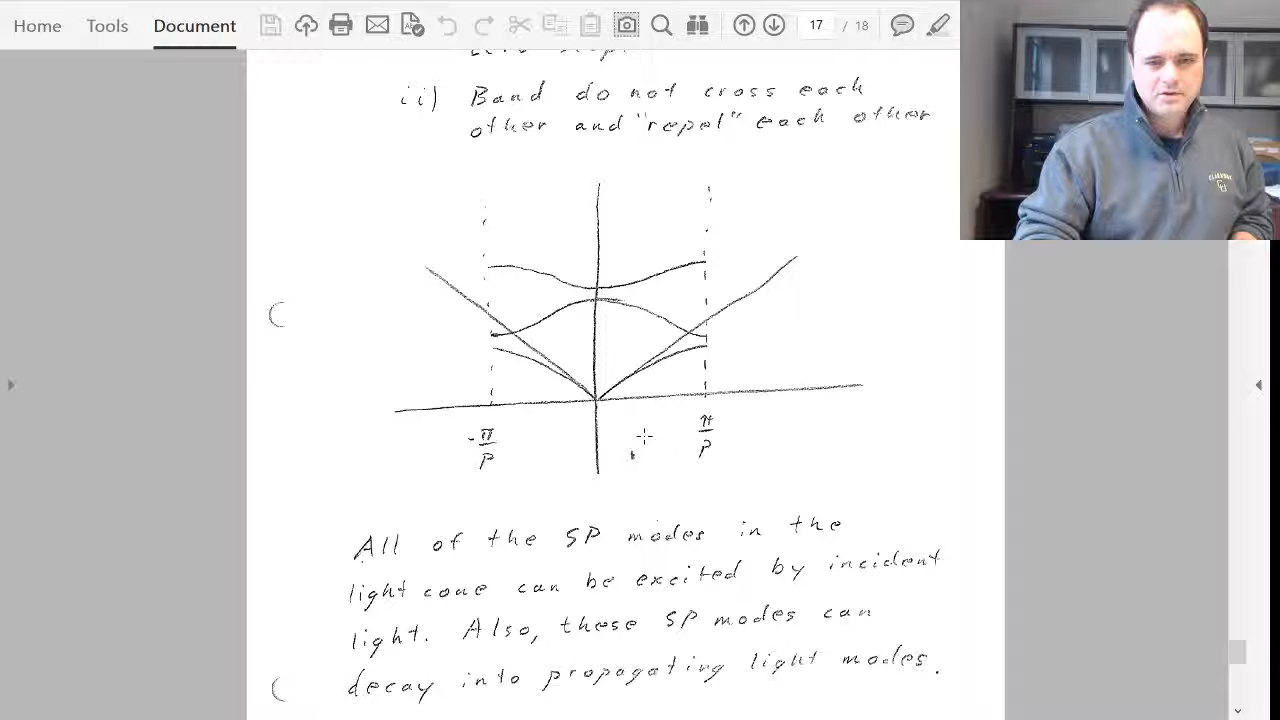 Home Tools Document 17 / 18
ii) Band do not cross each
other and "repel" each other
-π/P π/P
All of the SP modes in the
light cone can be excited by incident
light. Also, these SP modes can
decay into propagating light modes.